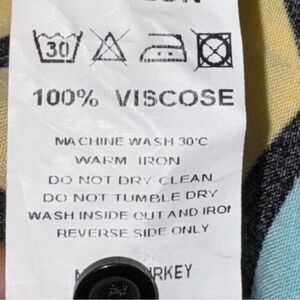 30
100% VISCOSE
MACHINE WASH 30°C
WARM IRON
DO NOT DRY CLEAN
DO NOT TUMBLE DRY
WASH INSIDE OUT AND IRON
REVERSE SIDE ONLY